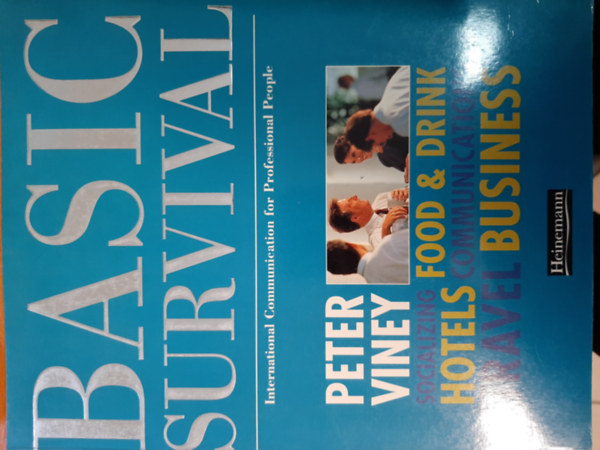 BASIC
SURVIVAL
International Communication for Professional People
PETER
VINEY
SOCIALIZING
HOTELS FOOD & DRINK
COMMUNICATION
TRAVEL BUSINESS
Heinemann